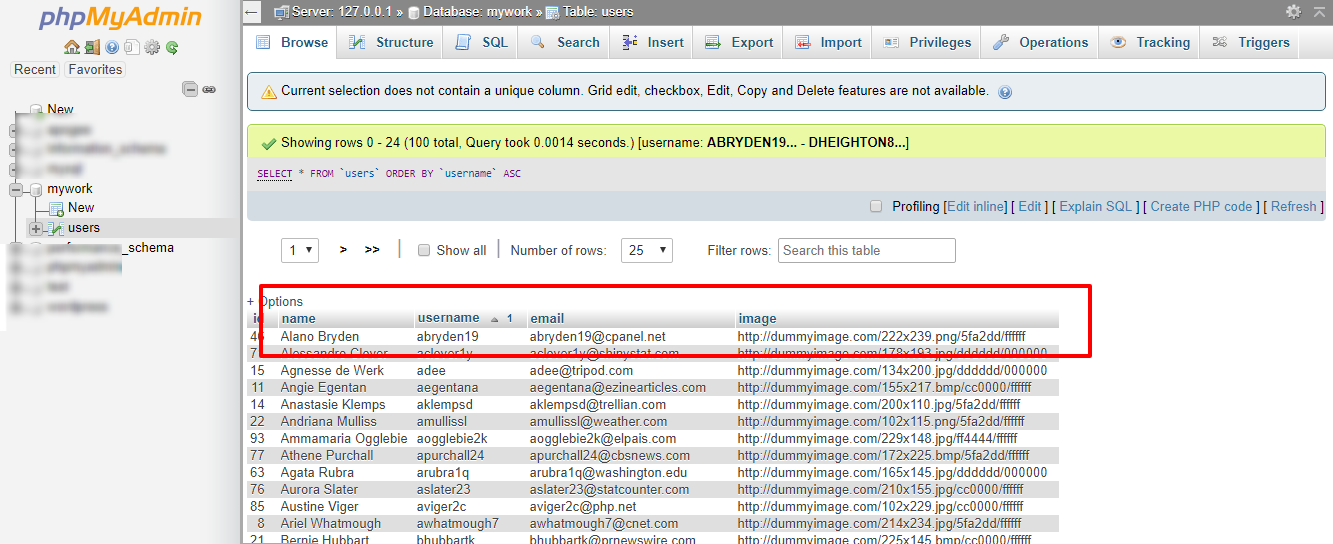 phpMyAdmin
Recent Favorites
New
mywork
New
users
_schema
Server: 127.0.0.1 » Database: mywork » Table: users
Browse Structure SQL Search Insert Export Import Privileges Operations Tracking Triggers
Current selection does not contain a unique column. Grid edit, checkbox, Edit, Copy and Delete features are not available.
Showing rows 0 - 24 (100 total, Query took 0.0014 seconds.) [username: ABRYDEN19... - DHEIGHTON8...]
SELECT * FROM `users` ORDER BY `username` ASC
Profiling [Edit inline] [ Edit ] [ Explain SQL ] [ Create PHP code ] [ Refresh ]
1 > >> Show all Number of rows: 25 Filter rows: Search this table
+ Options
id name username 1 email image
46 Alano Bryden abryden19 abryden19@cpanel.net http://dummyimage.com/222x239.png/5fa2dd/ffffff
7 Alessandro Clover aclover1y aclover1y@shinystat.com http://dummyimage.com/178x193.jpg/dddddd/000000
15 Agnesse de Werk adee adee@tripod.com http://dummyimage.com/134x200.jpg/dddddd/000000
11 Angie Egentan aegentana aegentana@ezinearticles.com http://dummyimage.com/155x217.bmp/cc0000/ffffff
14 Anastasie Klemps aklempsd aklempsd@trellian.com http://dummyimage.com/200x110.jpg/5fa2dd/ffffff
22 Andriana Mulliss amullissl amullissl@weather.com http://dummyimage.com/102x115.png/5fa2dd/ffffff
93 Ammamaria Ogglebie aogglebie2k aogglebie2k@elpais.com http://dummyimage.com/229x148.jpg/ff4444/ffffff
77 Athene Purchall apurchall24 apurchall24@cbsnews.com http://dummyimage.com/172x225.bmp/5fa2dd/ffffff
63 Agata Rubra arubra1q arubra1q@washington.edu http://dummyimage.com/165x145.jpg/dddddd/000000
76 Aurora Slater aslater23 aslater23@statcounter.com http://dummyimage.com/210x155.jpg/cc0000/ffffff
85 Austine Viger aviger2c aviger2c@php.net http://dummyimage.com/102x229.jpg/cc0000/ffffff
8 Ariel Whatmough awhatmough7 awhatmough7@cnet.com http://dummyimage.com/214x234.jpg/5fa2dd/ffffff
21 Bernie Hubbart bhubbartk bhubbartk@prnewswire.com http://dummyimage.com/225x145.bmp/cc0000/ffffff